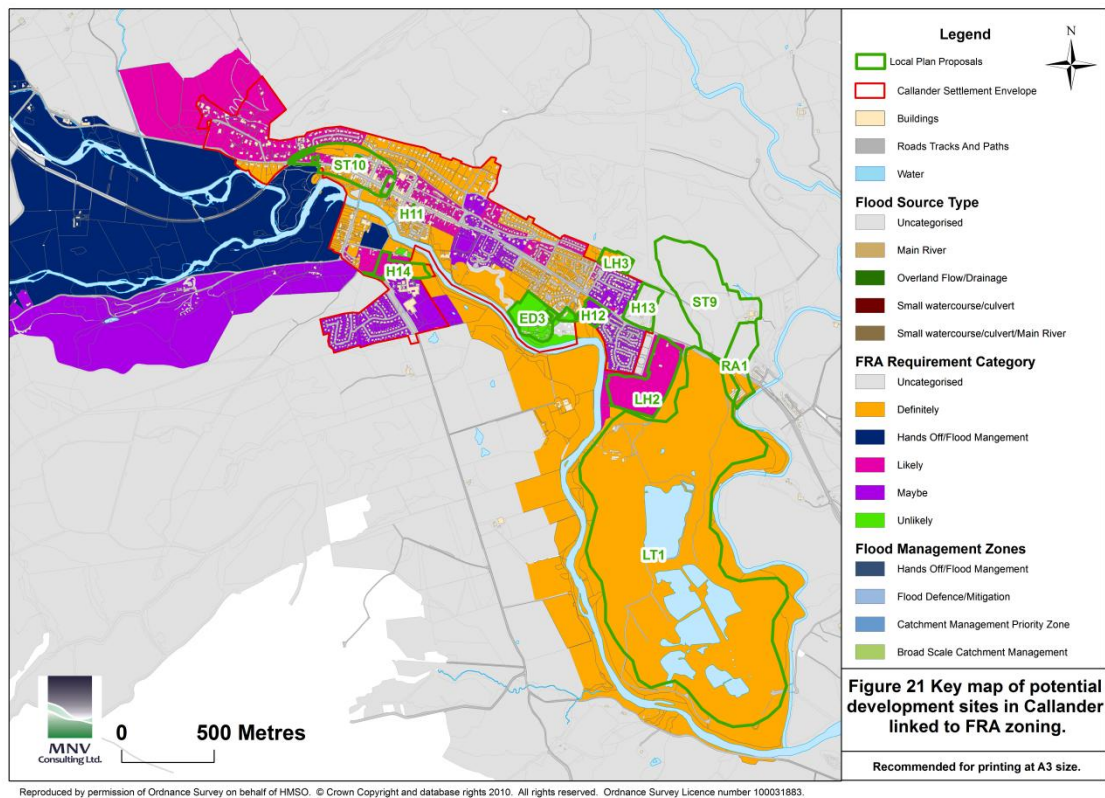 ST10
H11
H14
LH3
ST9
H13
H12
ED3
RA1
LH2
LT1
MNV
Consulting Ltd.
0 500 Metres
Legend
N
Local Plan Proposals
Callander Settlement Envelope
Buildings
Roads Tracks And Paths
Water
Flood Source Type
Uncategorised
Main River
Overland Flow/Drainage
Small watercourse/culvert
Small watercourse/culvert/Main River
FRA Requirement Category
Uncategorised
Definitely
Hands Off/Flood Mangement
Likely
Maybe
Unlikely
Flood Management Zones
Hands Off/Flood Mangement
Flood Defence/Mitigation
Catchment Management Priority Zone
Broad Scale Catchment Management
Figure 21 Key map of potential
development sites in Callander
linked to FRA zoning.
Recommended for printing at A3 size.
Reproduced by permission of Ordnance Survey on behalf of HMSO. © Crown Copyright and database rights 2010. All rights reserved. Ordnance Survey Licence number 100031883.